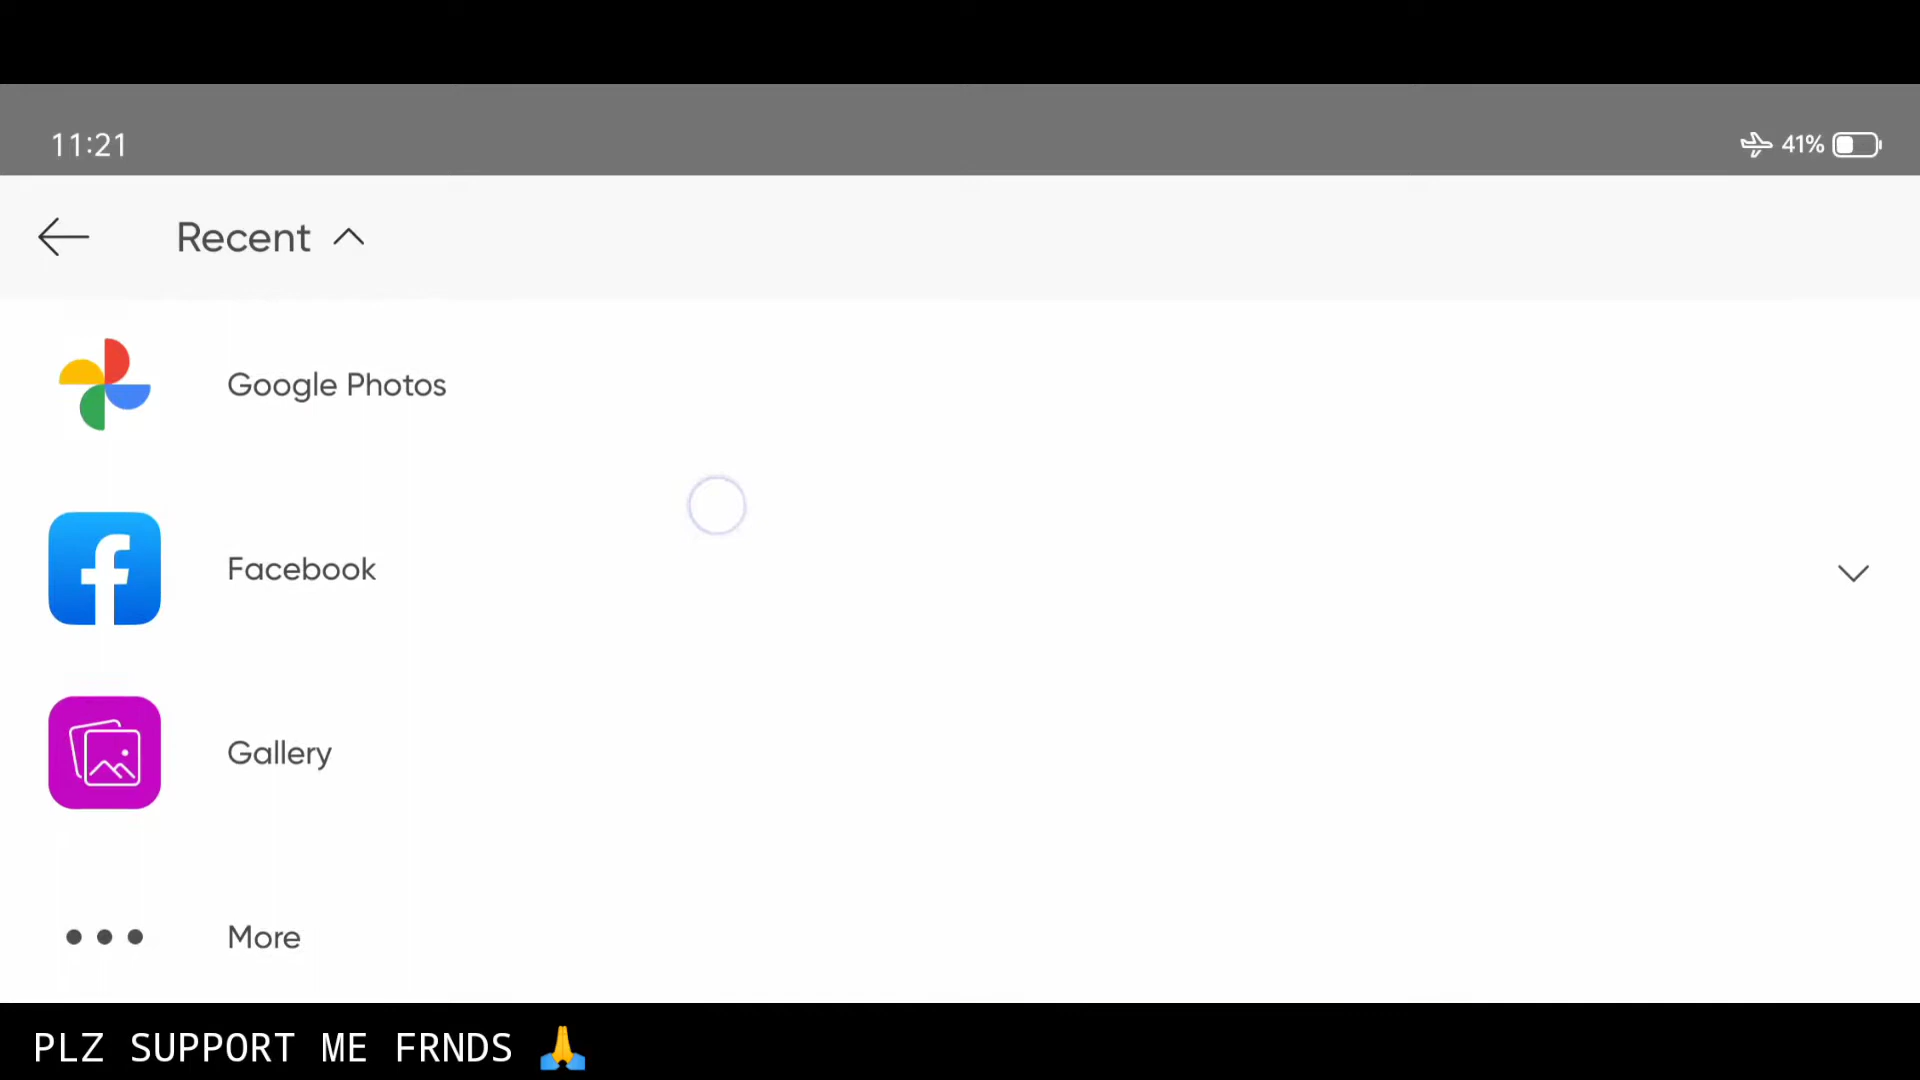 11:21
41%
Recent
Google Photos
Facebook
Gallery
More
PLZ SUPPORT ME FRNDS 🙏